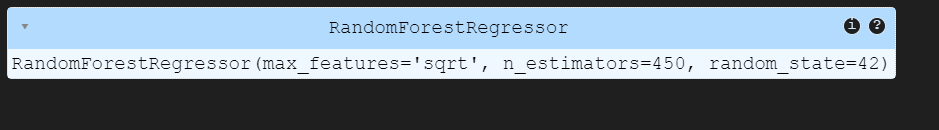 RandomForestRegressor i ?
RandomForestRegressor(max_features='sqrt', n_estimators=450, random_state=42)